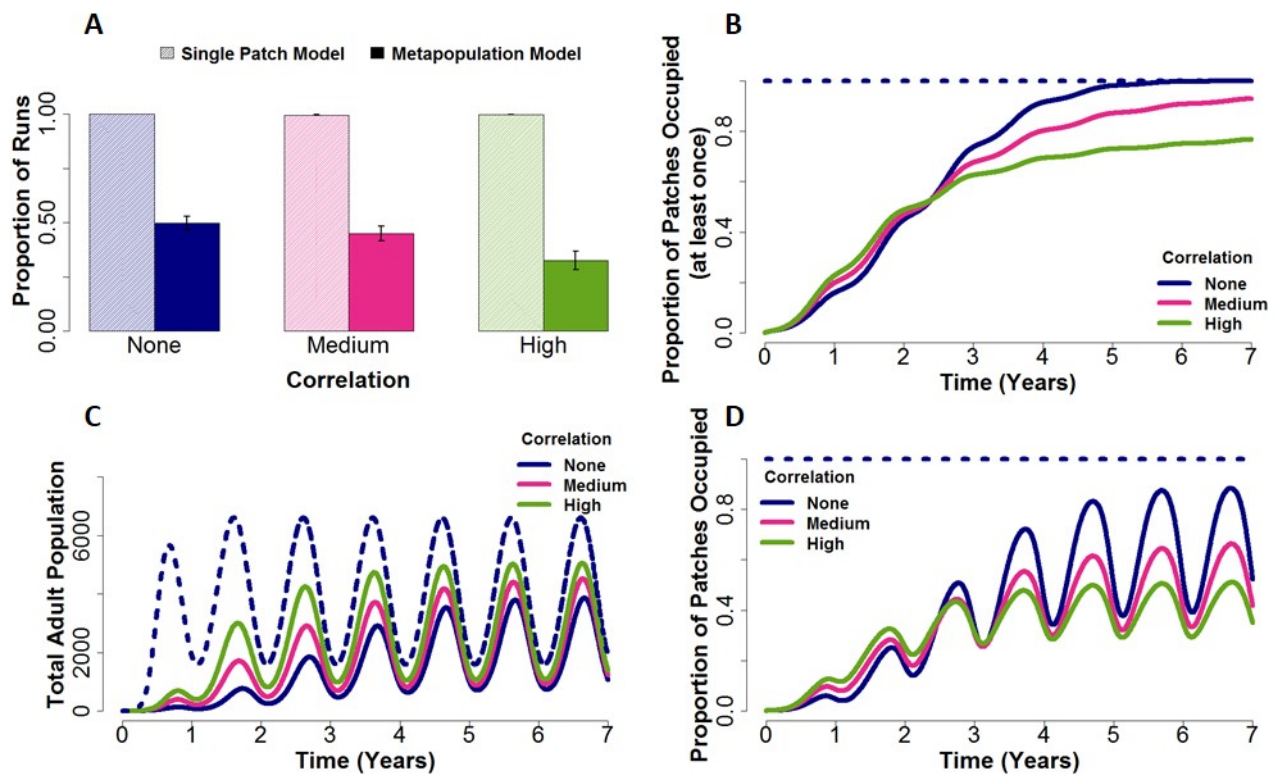 A
Single Patch Model
Metapopulation Model
Proportion of Runs
1.00
0.50
0.00
None
Medium
High
Correlation
B
Proportion of Patches Occupied
(at least once)
0.8
0.4
0.0
Correlation
None
Medium
High
0 1 2 3 4 5 6 7
Time (Years)
C
Correlation
None
Medium
High
Total Adult Population
6000
2000
0
0 1 2 3 4 5 6 7
Time (Years)
D
Proportion of Patches Occupied
0.8
0.4
0.0
Correlation
None
Medium
High
0 1 2 3 4 5 6 7
Time (Years)